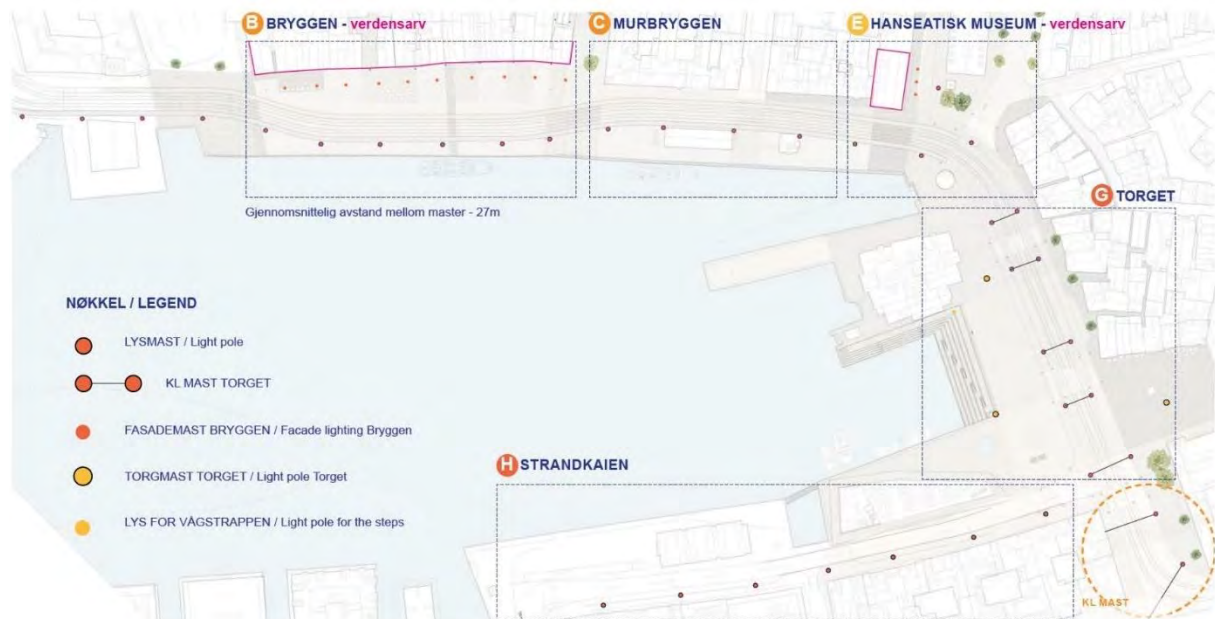 B BRYGGEN - verdensarv
C MURBRYGGEN
E HANSEATISK MUSEUM - verdensarv
Gjennomsnittelig avstand mellom master - 27m
G TORGET
NØKKEL / LEGEND
LYSMAST / Light pole
KL MAST TORGET
FASADEMAST BRYGGEN / Facade lighting Bryggen
TORGMAST TORGET / Light pole Torget
LYS FOR VÅGSTRAPPEN / Light pole for the steps
H STRANDKAIEN
KL MAST